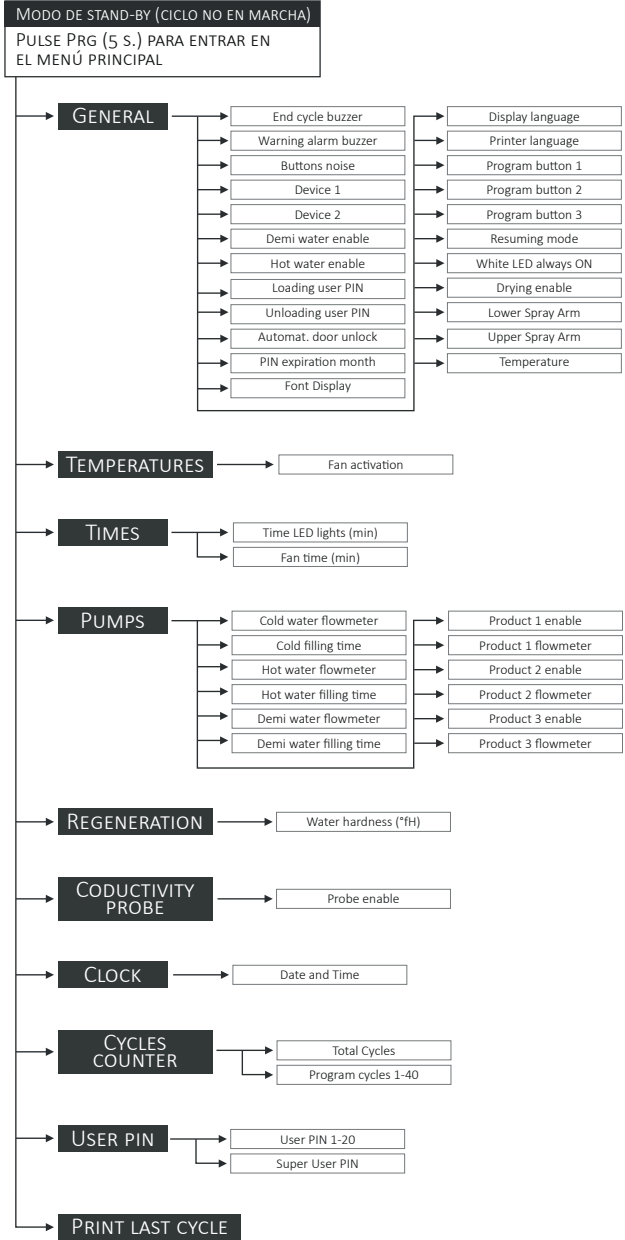 MODO DE STAND-BY (CICLO NO EN MARCHA)
PULSE PRG (5 S.) PARA ENTRAR EN
EL MENÚ PRINCIPAL
GENERAL
End cycle buzzer
Warning alarm buzzer
Buttons noise
Device 1
Device 2
Demi water enable
Hot water enable
Loading user PIN
Unloading user PIN
Automat. door unlock
PIN expiration month
Font Display
Display language
Printer language
Program button 1
Program button 2
Program button 3
Resuming mode
White LED always ON
Drying enable
Lower Spray Arm
Upper Spray Arm
Temperature
TEMPERATURES
Fan activation
TIMES
Time LED lights (min)
Fan time (min)
PUMPS
Cold water flowmeter
Cold filling time
Hot water flowmeter
Hot water filling time
Demi water flowmeter
Demi water filling time
Product 1 enable
Product 1 flowmeter
Product 2 enable
Product 2 flowmeter
Product 3 enable
Product 3 flowmeter
REGENERATION
Water hardness (°fH)
CODUCTIVITY
PROBE
Probe enable
CLOCK
Date and Time
CYCLES
COUNTER
Total Cycles
Program cycles 1-40
USER PIN
User PIN 1-20
Super User PIN
PRINT LAST CYCLE